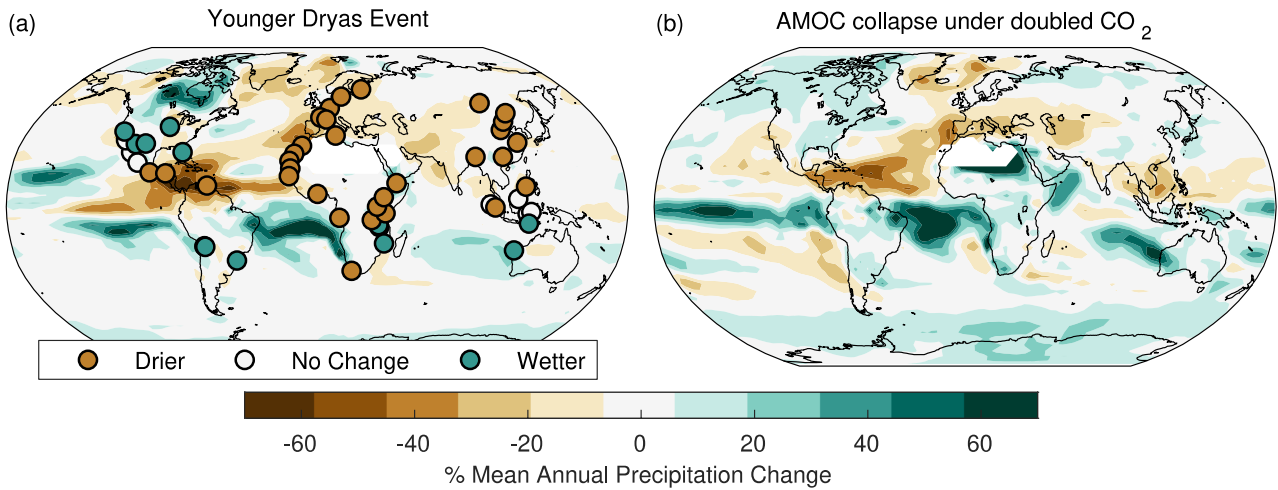 (a) Younger Dryas Event
(b) AMOC collapse under doubled CO 2
Drier No Change Wetter
-60 -40 -20 0 20 40 60
% Mean Annual Precipitation Change